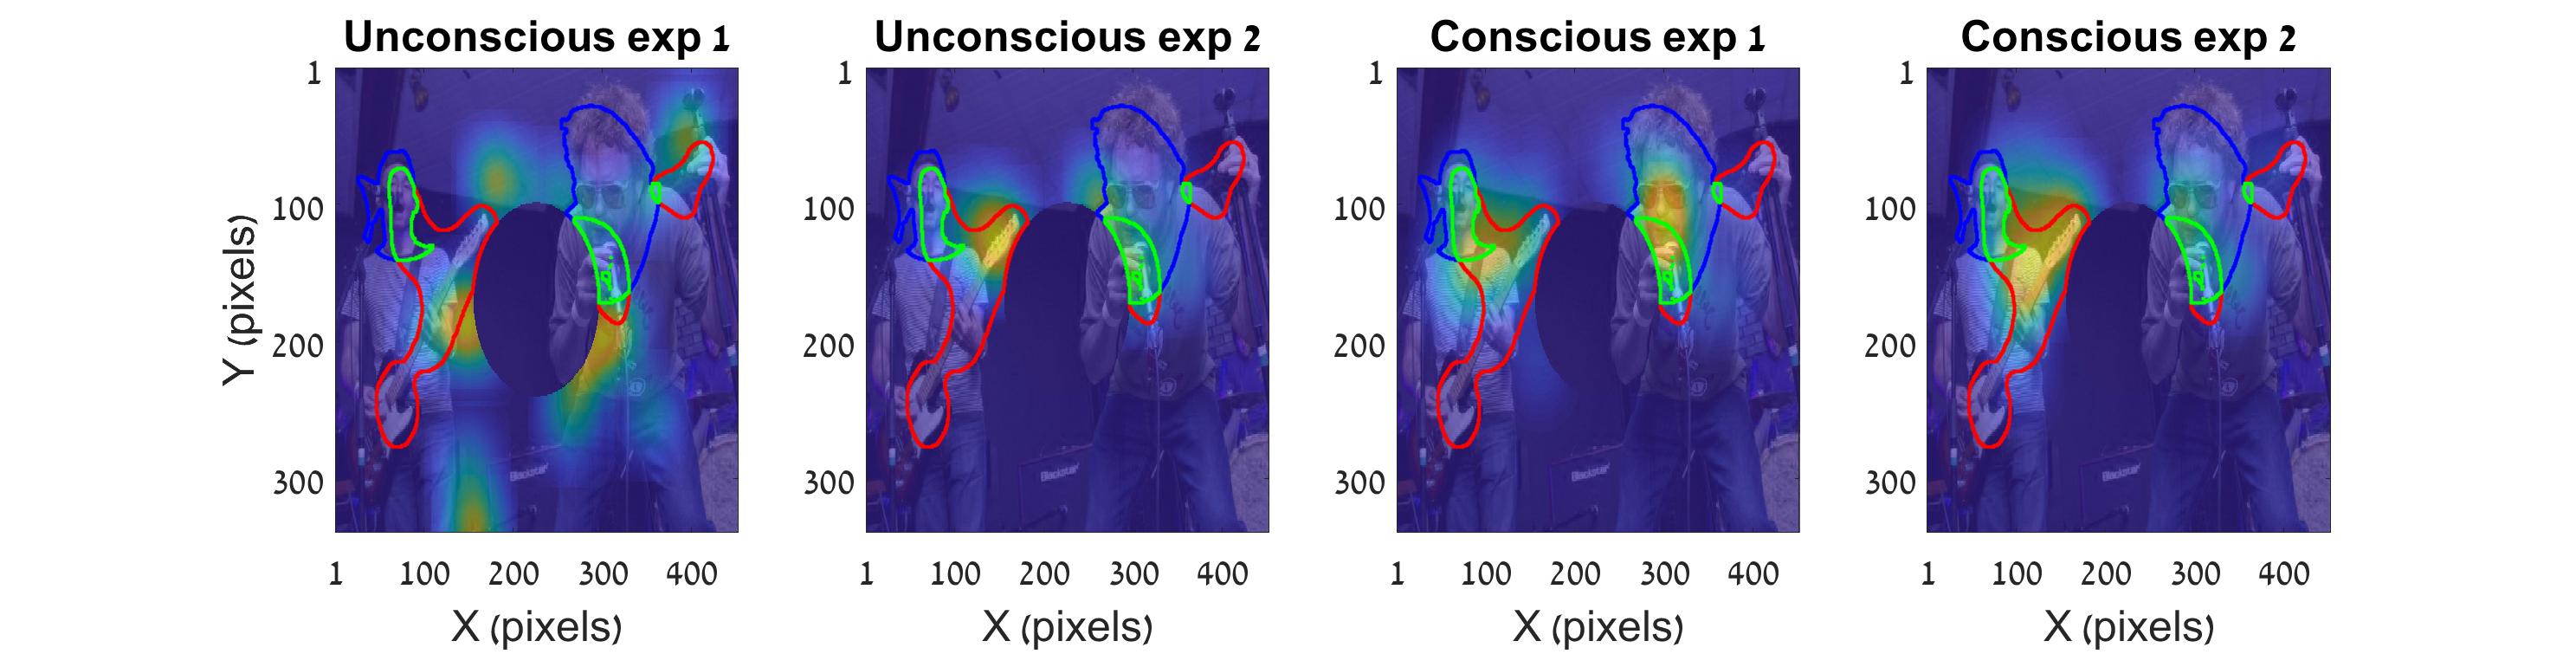 Unconscious exp 1
Unconscious exp 2
Conscious exp 1
Conscious exp 2
Y (pixels)
1
100
200
300
1
100
200
300
1
100
200
300
1
100
200
300
Blackstar
Blackstar
Blackstar
1 100 200 300 400
1 100 200 300 400
1 100 200 300 400
1 100 200 300 400
X (pixels)
X (pixels)
X (pixels)
X (pixels)